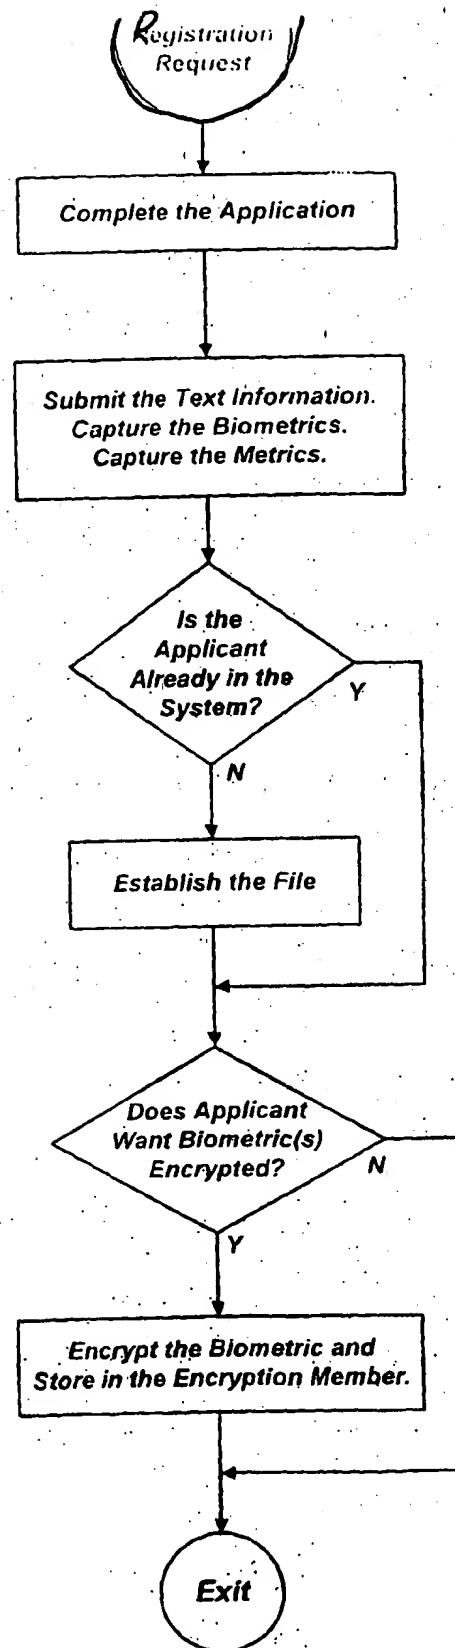 Registration
Request
Complete the Application
Submit the Text Information.
Capture the Biometrics.
Capture the Metrics.
Is the
Applicant
Already in the
System?
Y
N
Establish the File
Does Applicant
Want Biometric(s)
Encrypted?
N
Y
Encrypt the Biometric and
Store in the Encryption Member.
Exit